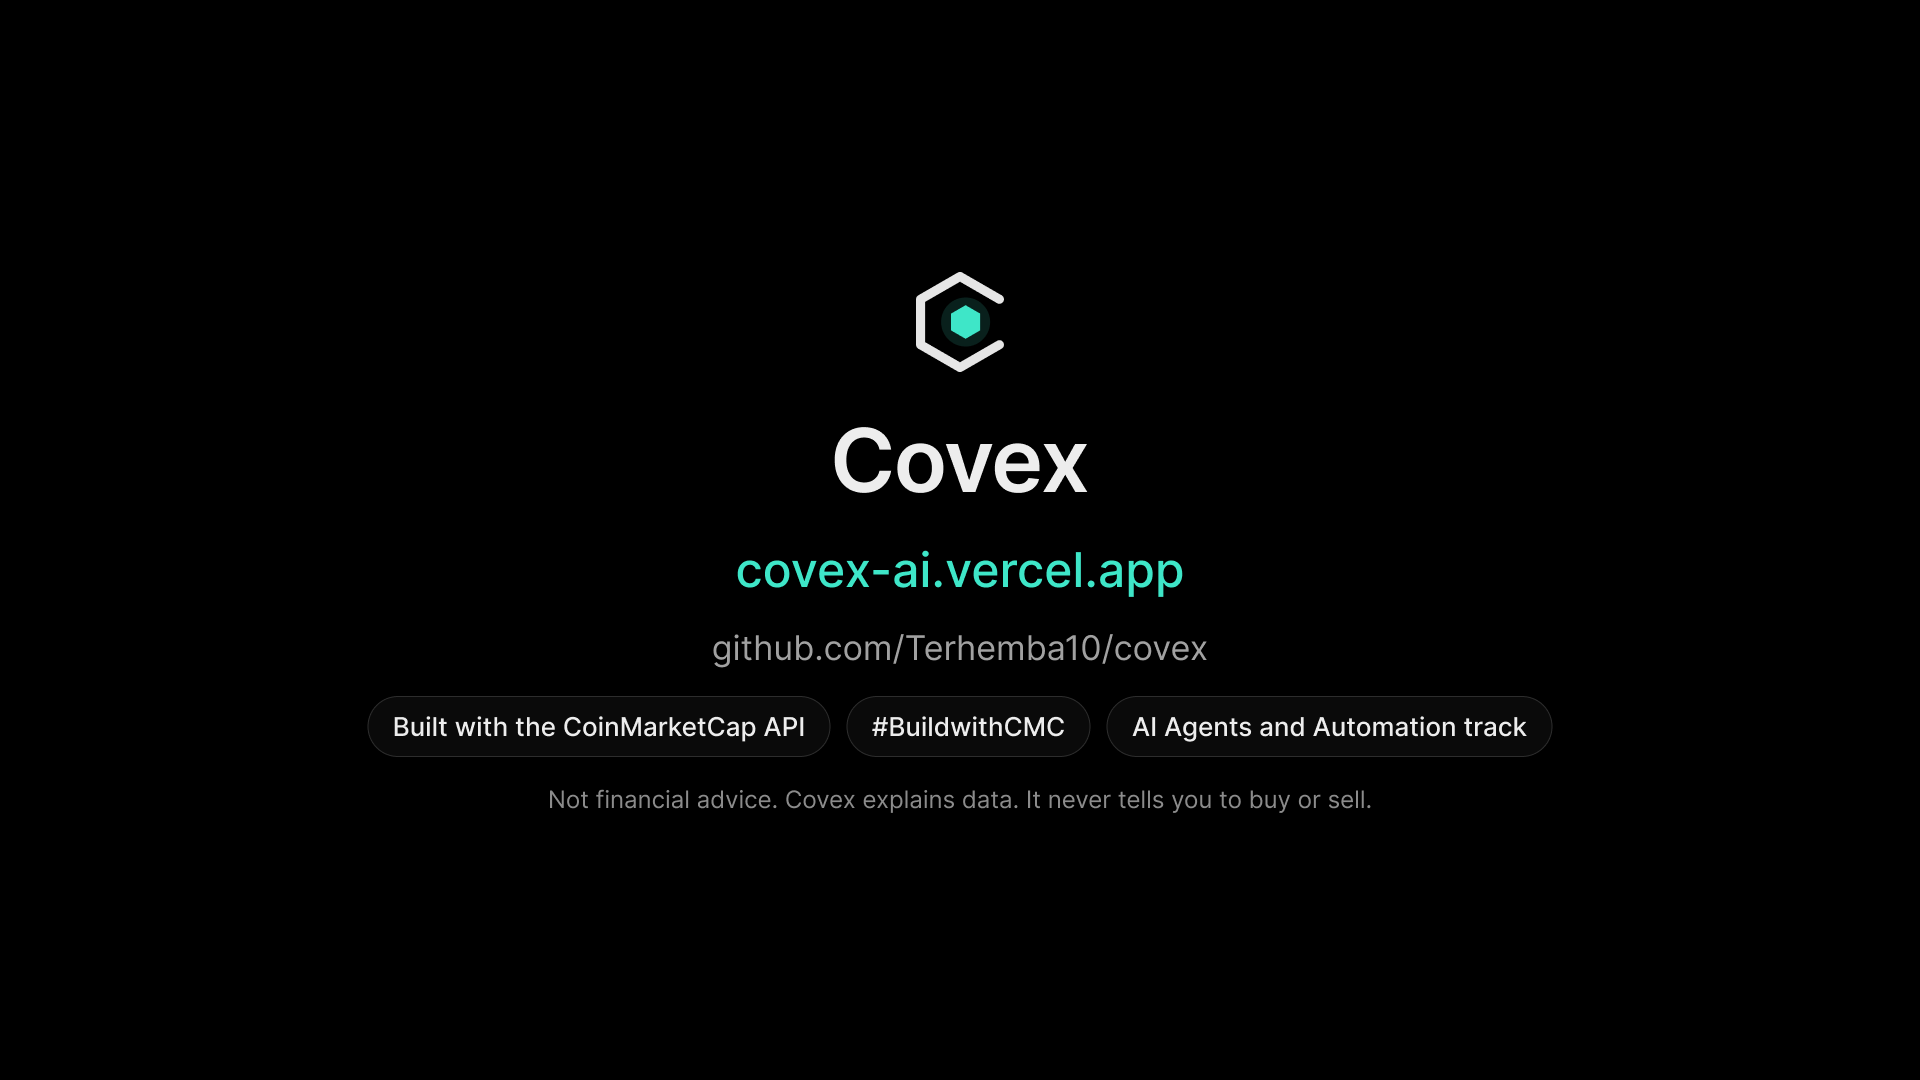 Covex
covex-ai.vercel.app
github.com/Terhemba10/covex
Built with the CoinMarketCap API
#BuildwithCMC
AI Agents and Automation track
Not financial advice. Covex explains data. It never tells you to buy or sell.